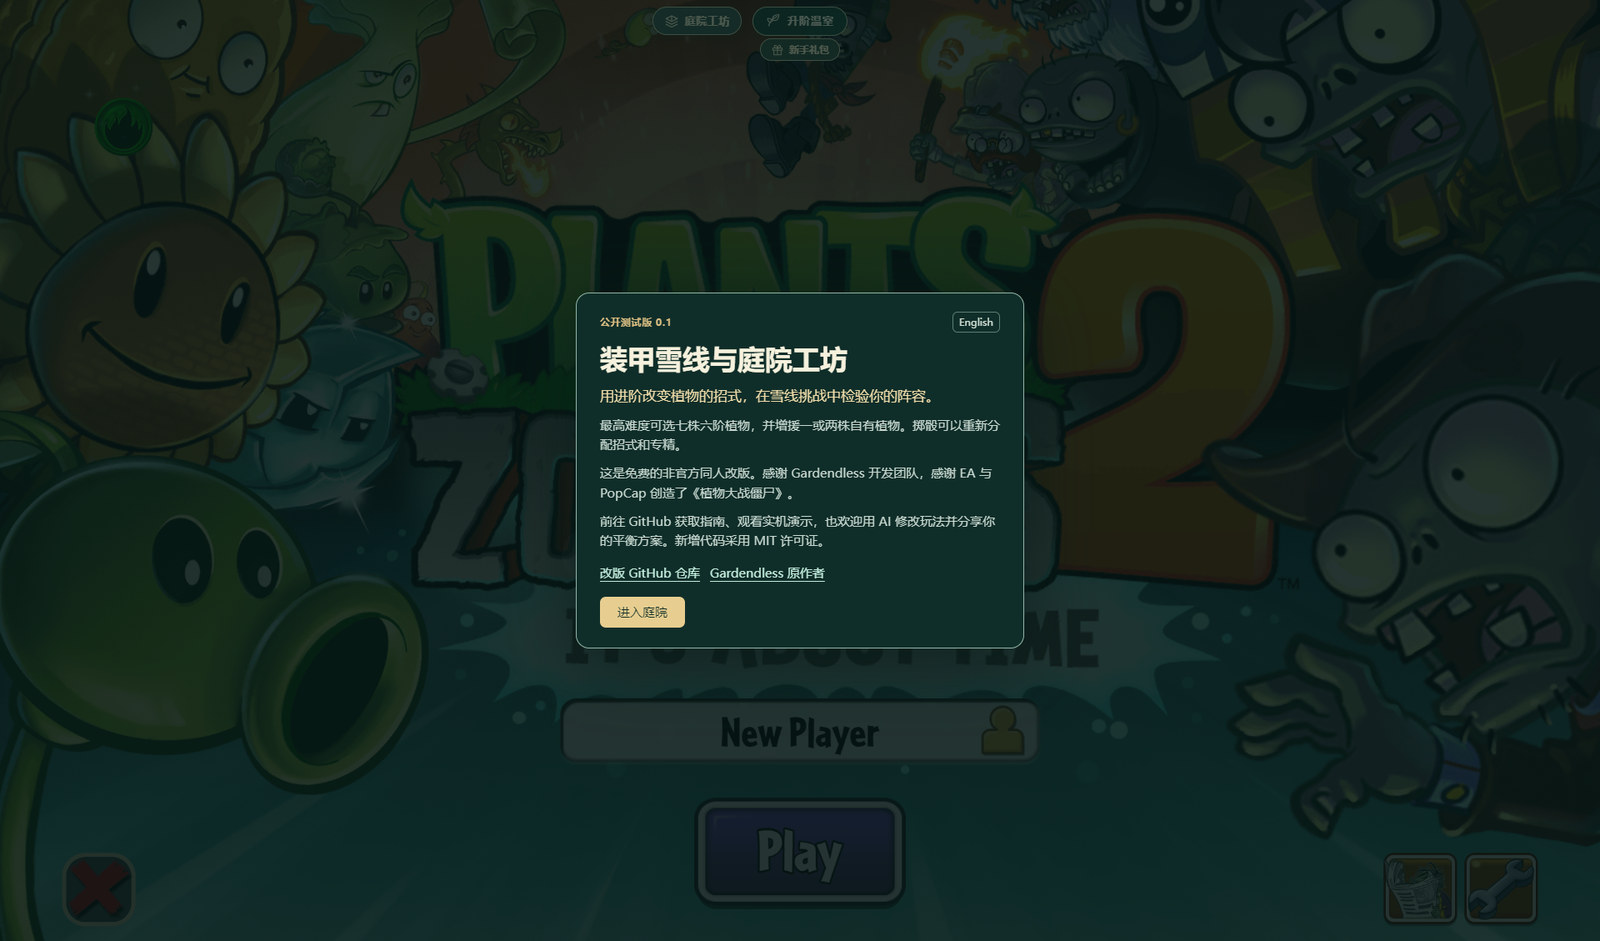 庭院工坊
升阶温室
新手礼包
PLANTS
2
公开测试版 0.1
English
装甲雪线与庭院工坊
用进阶改变植物的招式，在雪线挑战中检验你的阵容。
最高难度可选七株六阶植物，并增援一或两株自有植物。掷骰可以重新分
配招式和专精。
这是免费的非官方同人改版。感谢 Gardendless 开发团队，感谢 EA 与
PopCap 创造了《植物大战僵尸》。
前往 GitHub 获取指南、观看实机演示，也欢迎用 AI 修改玩法并分享你
的平衡方案。新增代码采用 MIT 许可证。
改版 GitHub 仓库 Gardendless 原作者
进入庭院
TM
IT'S ABOUT TIME
New Player
Play